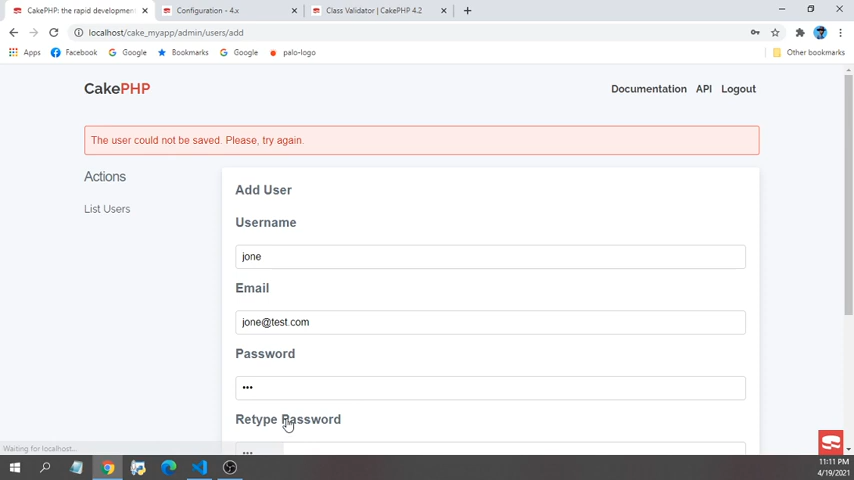 CakePHP: the rapid development
Configuration - 4.x
Class Validator | CakePHP 4.2
localhost/cake_myapp/admin/users/add
Apps
Facebook
Google
Bookmarks
Google
palo-logo
Other bookmarks
CakePHP
Documentation
API
Logout
The user could not be saved. Please, try again.
Actions
List Users
Add User
Username
jone
Email
jone@test.com
Password
•••
Retype Password
•••
Waiting for localhost...
11:11 PM
4/19/2021